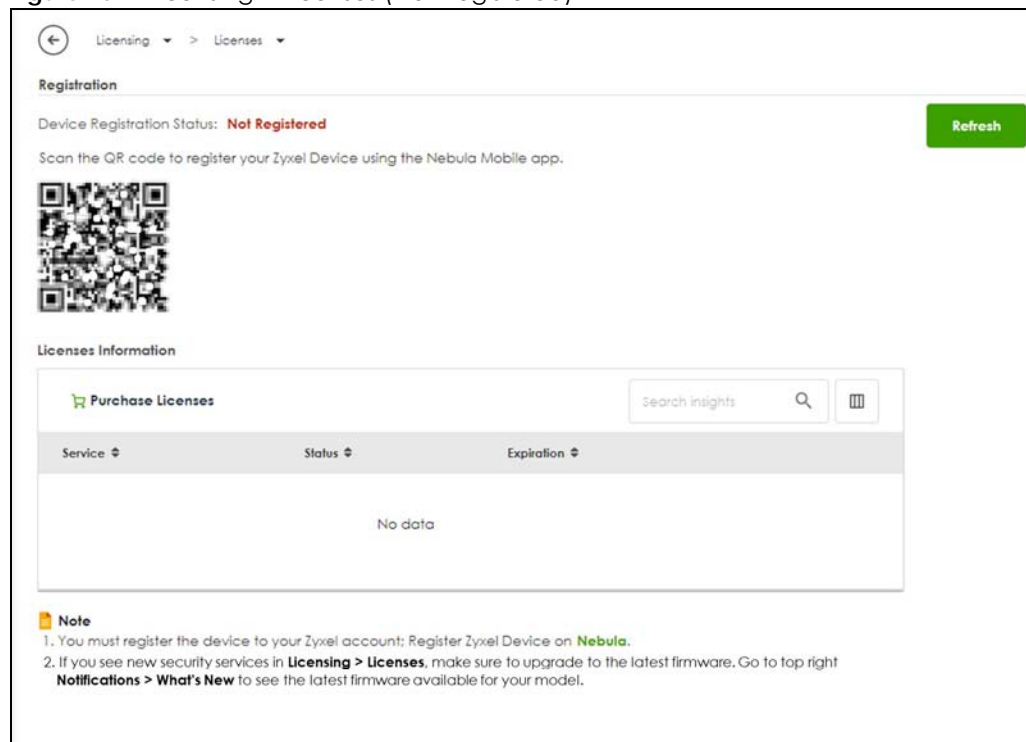 Licensing > Licenses
Registration
Device Registration Status: Not Registered
Refresh
Scan the QR code to register your Zyxel Device using the Nebula Mobile app.
Licenses Information
Purchase Licenses
Search insights
Service Status Expiration
No data
Note
1. You must register the device to your Zyxel account; Register Zyxel Device on Nebula.
2. If you see new security services in Licensing > Licenses, make sure to upgrade to the latest firmware. Go to top right
Notifications > What's New to see the latest firmware available for your model.